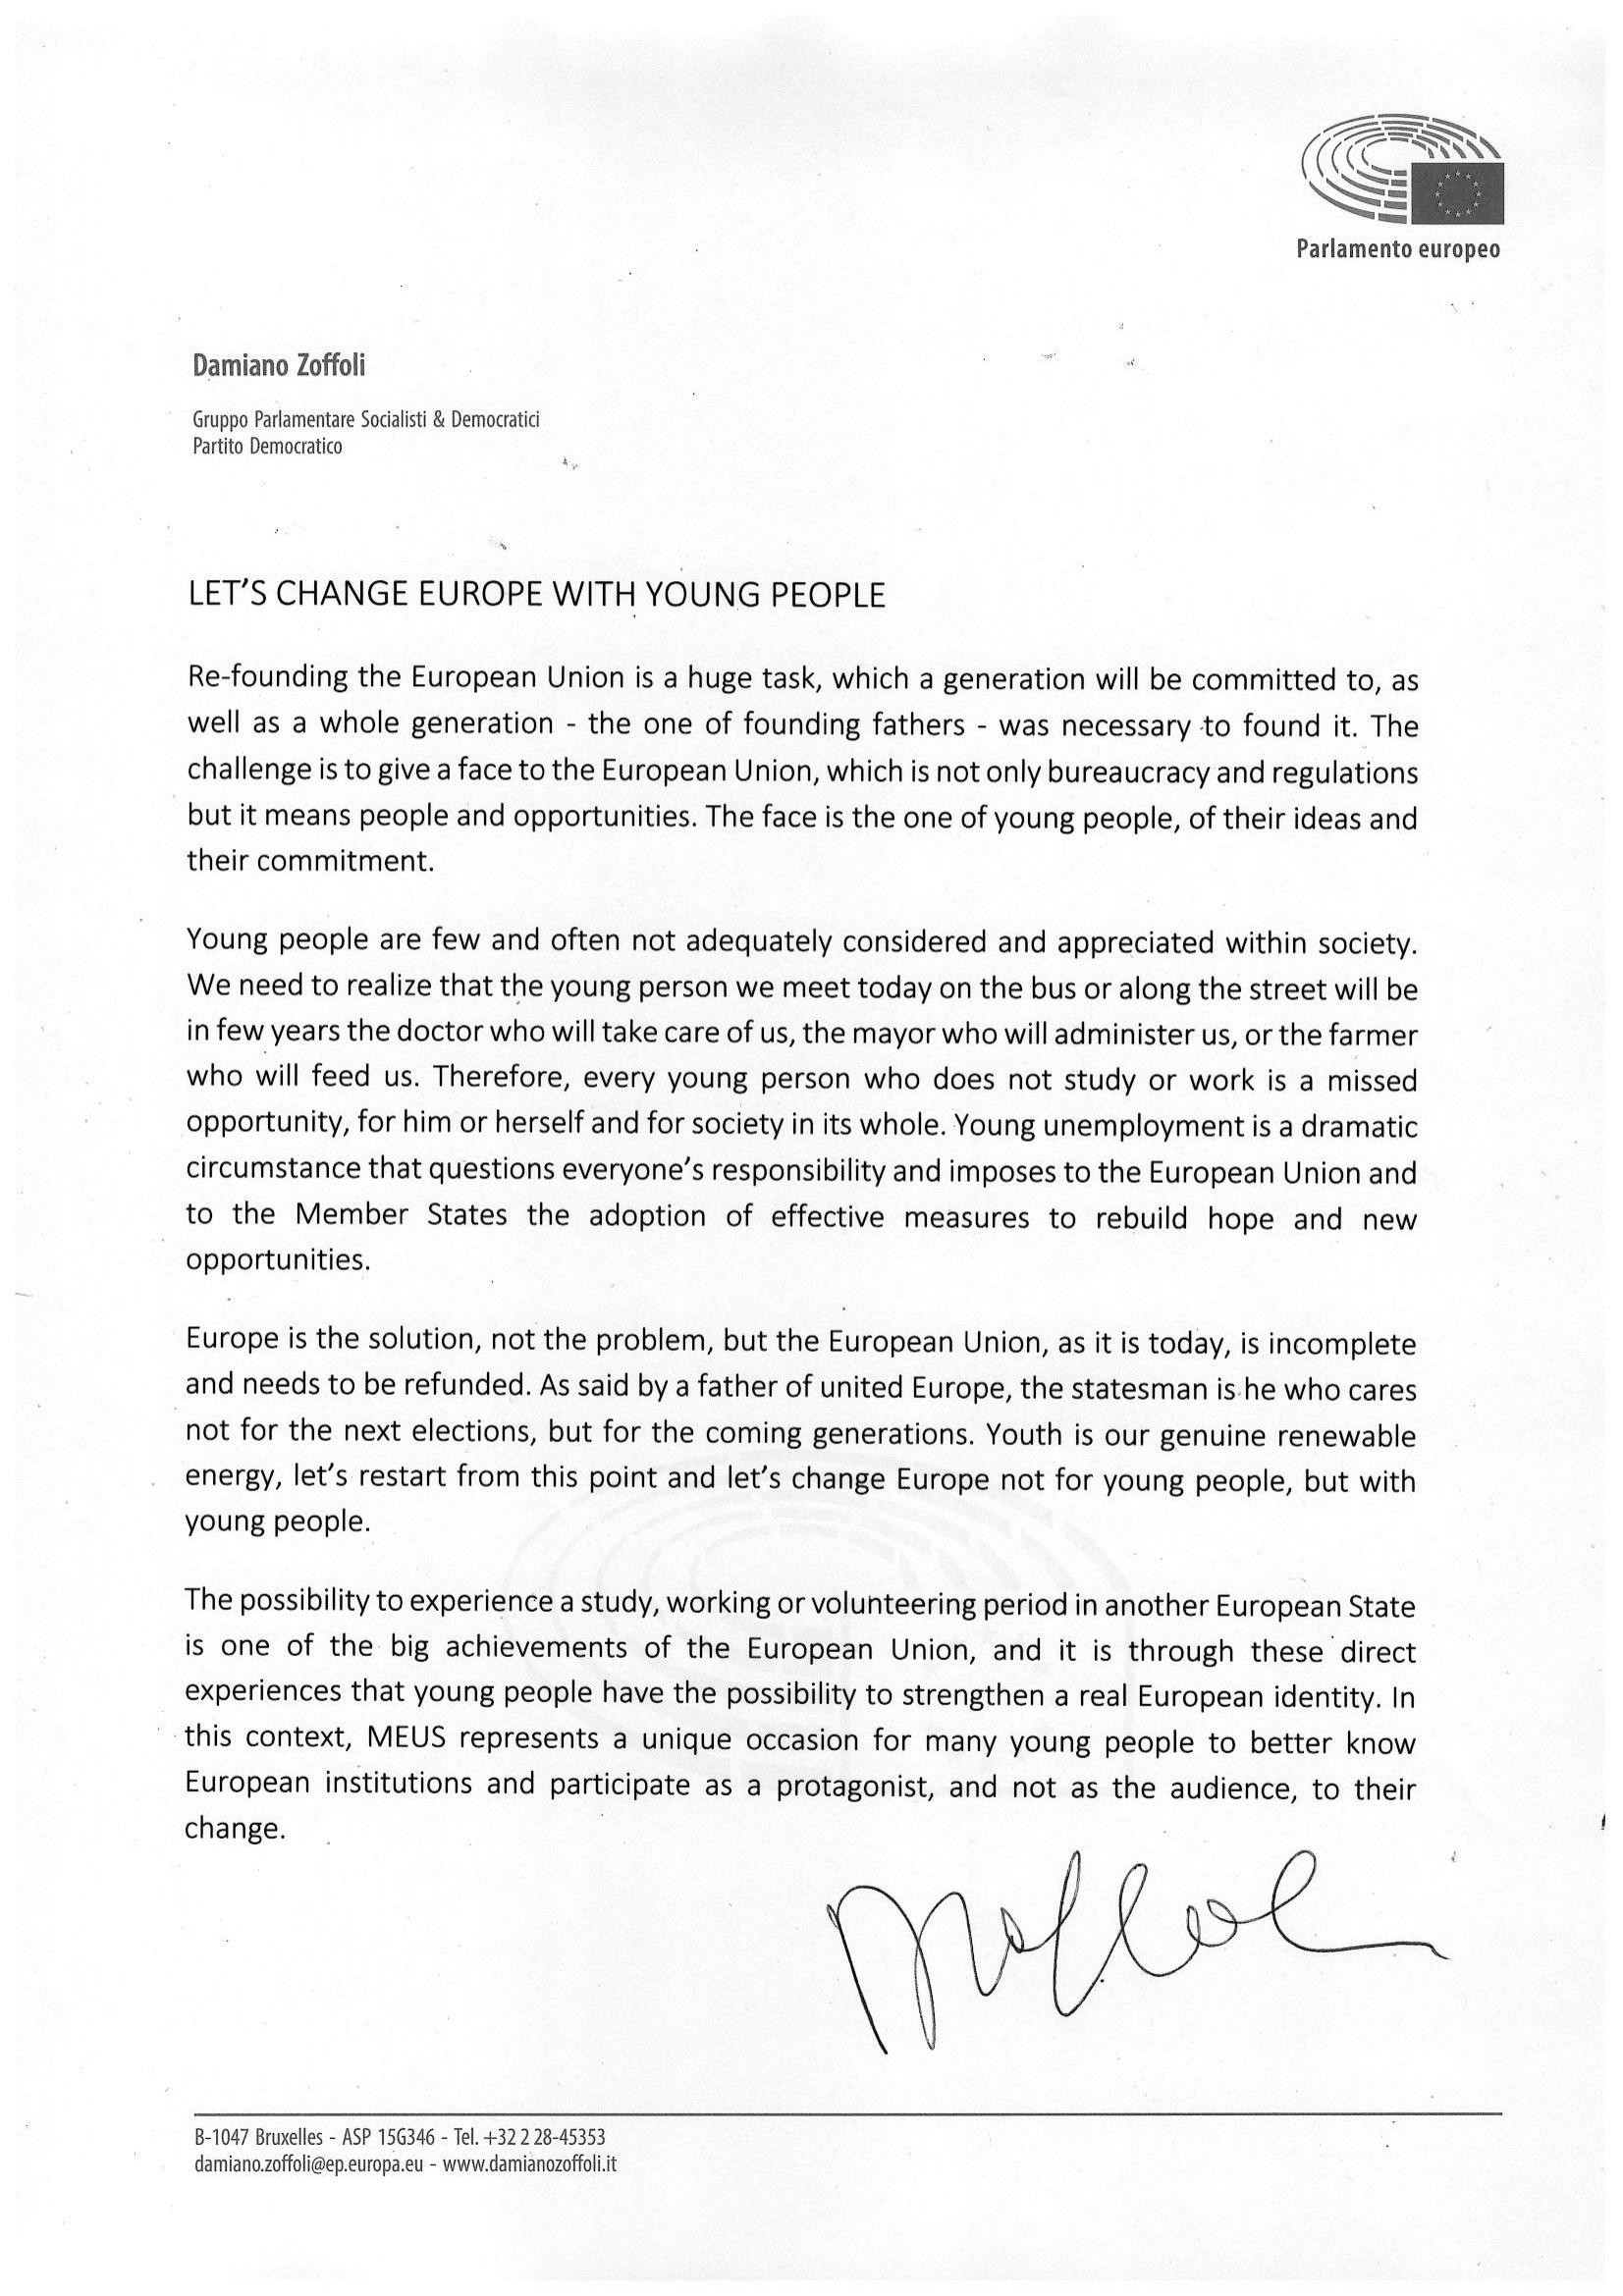 Parlamento europeo
Damiano Zoffoli
Gruppo Parlamentare Socialisti & Democratici
Partito Democratico
LET'S CHANGE EUROPE WITH YOUNG PEOPLE
Re-founding the European Union is a huge task, which a generation will be committed to, as
well as a whole generation - the one of founding fathers - was necessary to found it. The
challenge is to give a face to the European Union, which is not only bureaucracy and regulations
but it means people and opportunities. The face is the one of young people, of their ideas and
their commitment.
Young people are few and often not adequately considered and appreciated within society.
We need to realize that the young person we meet today on the bus or along the street will be
in few years the doctor who will take care of us, the mayor who will administer us, or the farmer
who will feed us. Therefore, every young person who does not study or work is a missed
opportunity, for him or herself and for society in its whole. Young unemployment is a dramatic
circumstance that questions everyone's responsibility and imposes to the European Union and
to the Member States the adoption of effective measures to rebuild hope and new
opportunities.
Europe is the solution, not the problem, but the European Union, as it is today, is incomplete
and needs to be refunded. As said by a father of united Europe, the statesman is he who cares
not for the next elections, but for the coming generations. Youth is our genuine renewable
energy, let's restart from this point and let's change Europe not for young people, but with
young people.
The possibility to experience a study, working or volunteering period in another European State
is one of the big achievements of the European Union, and it is through these direct
experiences that young people have the possibility to strengthen a real European identity. In
this context, MEUS represents a unique occasion for many young people to better know
European institutions and participate as a protagonist, and not as the audience, to their
change.
B-1047 Bruxelles - ASP 15G346 - Tel. +32 2 28-45353
damiano.zoffoli@ep.europa.eu - www.damianozoffoli.it